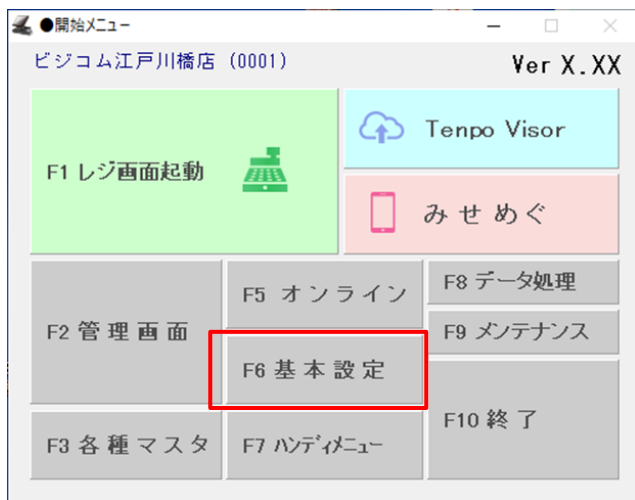 ●開始メニュー
ビジコム江戸川橋店 (0001)
Ver X.XX
F1 レジ画面起動
Tenpo Visor
みせめぐ
F2 管理画面
F5 オンライン
F8 データ処理
F9 メンテナンス
F6 基本設定
F10 終了
F3 各種マスタ
F7 ハンディメニュー